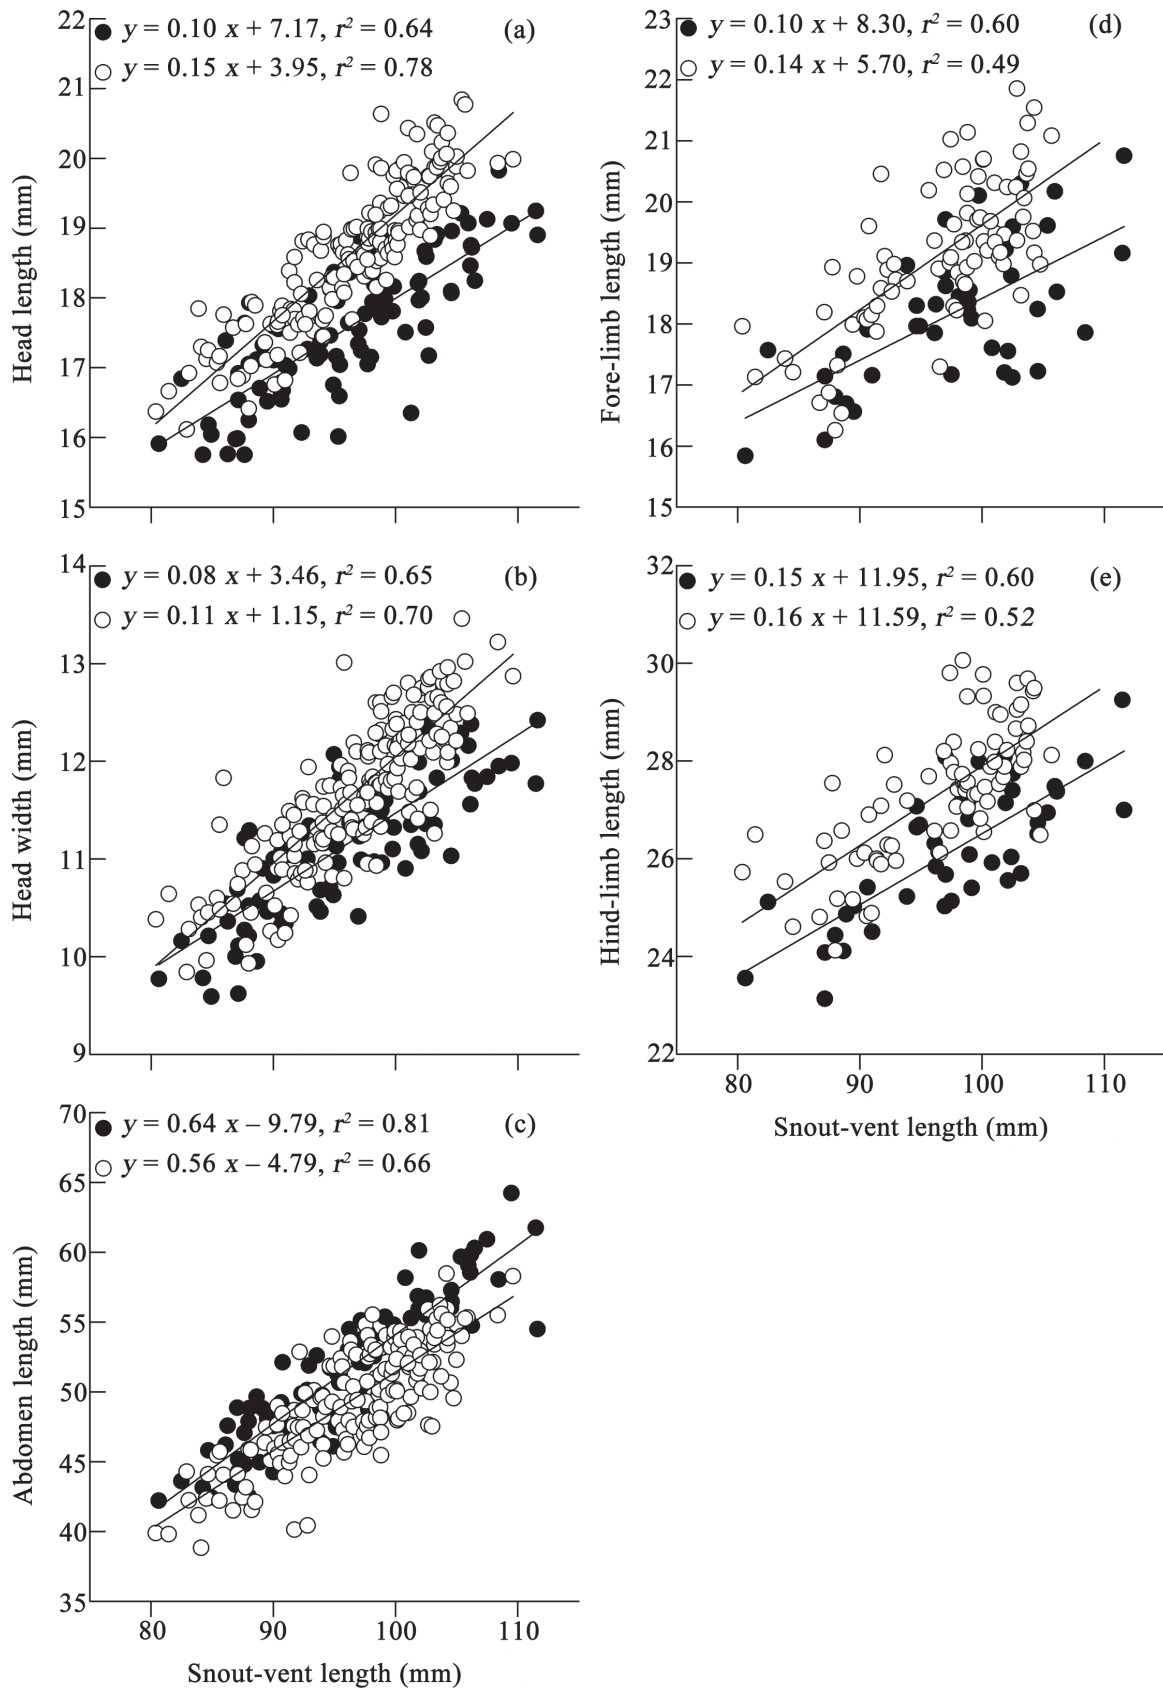 y = 0.10 x + 7.17, r² = 0.64
(a)
y = 0.15 x + 3.95, r² = 0.78
22
21
20
19
18
17
16
15
Head length (mm)
y = 0.10 x + 8.30, r² = 0.60
(d)
y = 0.14 x + 5.70, r² = 0.49
23
22
21
20
19
18
17
16
15
Fore-limb length (mm)
y = 0.08 x + 3.46, r² = 0.65
(b)
y = 0.11 x + 1.15, r² = 0.70
14
13
12
11
10
9
Head width (mm)
y = 0.15 x + 11.95, r² = 0.60
(e)
y = 0.16 x + 11.59, r² = 0.52
32
30
28
26
24
22
Hind-limb length (mm)
80 90 100 110
Snout-vent length (mm)
y = 0.64 x – 9.79, r² = 0.81
(c)
y = 0.56 x – 4.79, r² = 0.66
70
65
60
55
50
45
40
35
Abdomen length (mm)
80 90 100 110
Snout-vent length (mm)